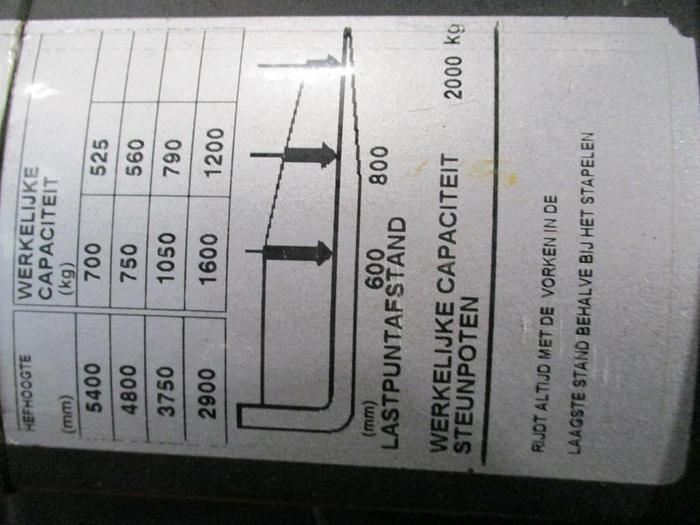 HEFHOOGTE (mm) WERKELIJKE CAPACITEIT (kg)
5400 700 525
4800 750 560
3750 1050 790
2900 1600 1200
600 800
(mm)
LASTPUNTAFSTAND
WERKELIJKE CAPACITEIT
STEUNPOTEN 2000 kg
RIJDT ALTIJD MET DE VORKEN IN DE
LAAGSTE STAND BEHALVE BIJ HET STAPELEN